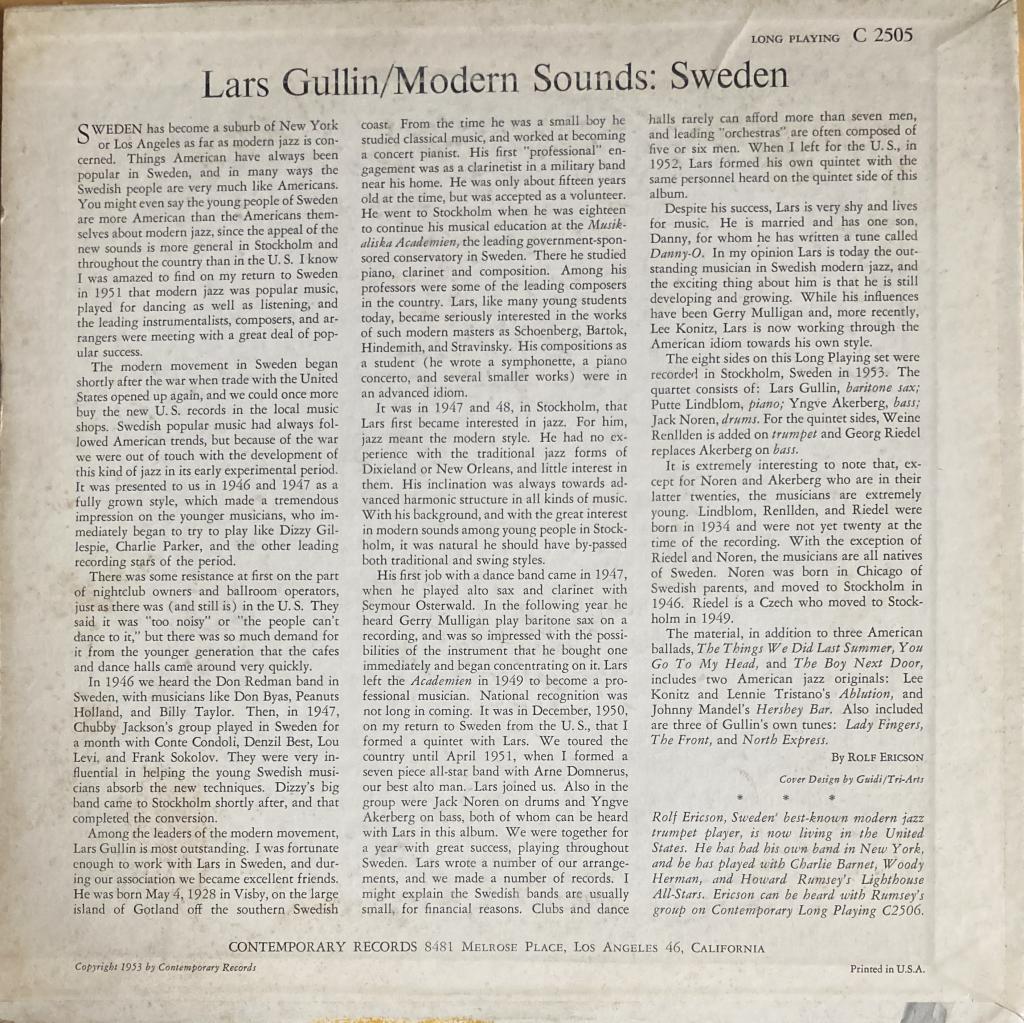 LONG PLAYING C 2505
Lars Gullin/Modern Sounds: Sweden
SWEDEN has become a suburb of New York
or Los Angeles as far as modern jazz is con-
cerned. Things American have always been
popular in Sweden, and in many ways the
Swedish people are very much like Americans.
You might even say the young people of Sweden
are more American than the Americans them-
selves about modern jazz, since the appeal of the
new sounds is more general in Stockholm and
throughout the country than in the U. S. I know
I was amazed to find on my return to Sweden
in 1951 that modern jazz was popular music,
played for dancing as well as listening, and
the leading instrumentalists, composers, and ar-
rangers were meeting with a great deal of pop-
ular success.
The modern movement in Sweden began
shortly after the war when trade with the United
States opened up again, and we could once more
buy the new U. S. records in the local music
shops. Swedish popular music had always fol-
lowed American trends, but because of the war
we were out of touch with the development of
this kind of jazz in its early experimental period.
It was presented to us in 1946 and 1947 as a
fully grown style, which made a tremendous
impression on the younger musicians, who im-
mediately began to try to play like Dizzy Gil-
lespie, Charlie Parker, and the other leading
recording stars of the period.
There was some resistance at first on the part
of nightclub owners and ballroom operators,
just as there was (and still is) in the U. S. They
said it was "too noisy" or "the people can't
dance to it," but there was so much demand for
it from the younger generation that the cafes
and dance halls came around very quickly.
In 1946 we heard the Don Redman band in
Sweden, with musicians like Don Byas, Peanuts
Holland, and Billy Taylor. Then, in 1947,
Chubby Jackson's group played in Sweden for
a month with Conte Condoli, Denzil Best, Lou
Levi, and Frank Sokolov. They were very in-
fluential in helping the young Swedish musi-
cians absorb the new techniques. Dizzy's big
band came to Stockholm shortly after, and that
completed the conversion.
Among the leaders of the modern movement,
Lars Gullin is most outstanding. I was fortunate
enough to work with Lars in Sweden, and dur-
ing our association we became excellent friends.
He was born May 4, 1928 in Visby, on the large
island of Gotland off the southern Swedish
coast. From the time he was a small boy he
studied classical music, and worked at becoming
a concert pianist. His first "professional" en-
gagement was as a clarinetist in a military band
near his home. He was only about fifteen years
old at the time, but was accepted as a volunteer.
He went to Stockholm when he was eighteen
to continue his musical education at the Musik-
aliska Academien, the leading government-spon-
sored conservatory in Sweden. There he studied
piano, clarinet and composition. Among his
professors were some of the leading composers
in the country. Lars, like many young students
today, became seriously interested in the works
of such modern masters as Schoenberg, Bartok,
Hindemith, and Stravinsky. His compositions as
a student (he wrote a symphonette, a piano
concerto, and several smaller works) were in
an advanced idiom.
It was in 1947 and 48, in Stockholm, that
Lars first became interested in jazz. For him,
jazz meant the modern style. He had no ex-
perience with the traditional jazz forms of
Dixieland or New Orleans, and little interest in
them. His inclination was always towards ad-
vanced harmonic structure in all kinds of music.
With his background, and with the great interest
in modern sounds among young people in Stock-
holm, it was natural he should have by-passed
both traditional and swing styles.
His first job with a dance band came in 1947,
when he played alto sax and clarinet with
Seymour Osterwald. In the following year he
heard Gerry Mulligan play baritone sax on a
recording, and was so impressed with the possi-
bilities of the instrument that he bought one
immediately and began concentrating on it. Lars
left the Academien in 1949 to become a pro-
fessional musician. National recognition was
not long in coming. It was in December, 1950,
on my return to Sweden from the U. S., that I
formed a quintet with Lars. We toured the
country until April 1951, when I formed a
seven piece all-star band with Arne Domnerus,
our best alto man. Lars joined us. Also in the
group were Jack Noren on drums and Yngve
Akerberg on bass, both of whom can be heard
with Lars in this album. We were together for
a year with great success, playing throughout
Sweden. Lars wrote a number of our arrange-
ments, and we made a number of records. I
might explain the Swedish bands are usually
small, for financial reasons. Clubs and dance
halls rarely can afford more than seven men,
and leading "orchestras" are often composed of
five or six men. When I left for the U. S., in
1952, Lars formed his own quintet with the
same personnel heard on the quintet side of this
album.
Despite his success, Lars is very shy and lives
for music. He is married and has one son,
Danny, for whom he has written a tune called
Danny-O. In my opinion Lars is today the out-
standing musician in Swedish modern jazz, and
the exciting thing about him is that he is still
developing and growing. While his influences
have been Gerry Mulligan and, more recently,
Lee Konitz, Lars is now working through the
American idiom towards his own style.
The eight sides on this Long Playing set were
recorded in Stockholm, Sweden in 1953. The
quartet consists of: Lars Gullin, baritone sax;
Putte Lindblom, piano; Yngve Akerberg, bass;
Jack Noren, drums. For the quintet sides, Weine
Renllden is added on trumpet and Georg Riedel
replaces Akerberg on bass.
It is extremely interesting to note that, ex-
cept for Noren and Akerberg who are in their
latter twenties, the musicians are extremely
young. Lindblom, Renllden, and Riedel were
born in 1934 and were not yet twenty at the
time of the recording. With the exception of
Riedel and Noren, the musicians are all natives
of Sweden. Noren was born in Chicago of
Swedish parents, and moved to Stockholm in
1946. Riedel is a Czech who moved to Stock-
holm in 1949.
The material, in addition to three American
ballads, The Things We Did Last Summer, You
Go To My Head, and The Boy Next Door,
includes two American jazz originals: Lee
Konitz and Lennie Tristano's Ablution, and
Johnny Mandel's Hershey Bar. Also included
are three of Gullin's own tunes: Lady Fingers,
The Front, and North Express.
By ROLF ERICSON
Cover Design by Guidi/Tri-Arts
* * *
Rolf Ericson, Sweden' best-known modern jazz
trumpet player, is now living in the United
States. He has had his own band in New York,
and he has played with Charlie Barnet, Woody
Herman, and Howard Rumsey's Lighthouse
All-Stars. Ericson can be heard with Rumsey's
group on Contemporary Long Playing C2506.
CONTEMPORARY RECORDS 8481 MELROSE PLACE, LOS ANGELES 46, CALIFORNIA
Copyright 1953 by Contemporary Records
Printed in U.S.A.